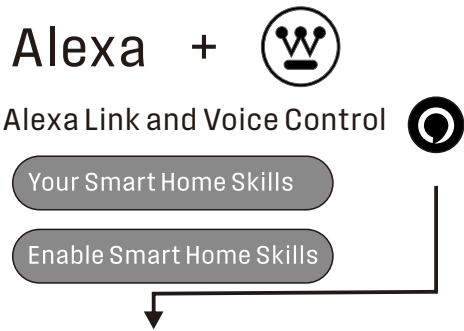 Alexa +
Alexa Link and Voice Control
Your Smart Home Skills
Enable Smart Home Skills